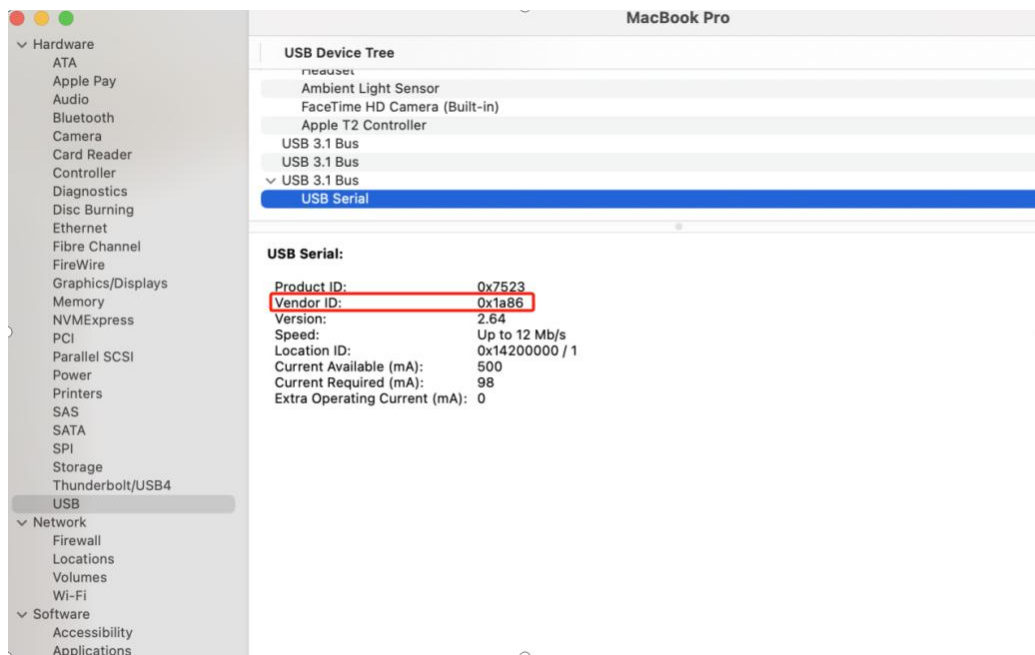 MacBook Pro
Hardware
ATA
Apple Pay
Audio
Bluetooth
Camera
Card Reader
Controller
Diagnostics
Disc Burning
Ethernet
Fibre Channel
FireWire
Graphics/Displays
Memory
NVMExpress
PCI
Parallel SCSI
Power
Printers
SAS
SATA
SPI
Storage
Thunderbolt/USB4
USB
Network
Firewall
Locations
Volumes
Wi-Fi
Software
Accessibility
Applications
USB Device Tree
Headset
Ambient Light Sensor
FaceTime HD Camera (Built-in)
Apple T2 Controller
USB 3.1 Bus
USB 3.1 Bus
USB 3.1 Bus
USB Serial
USB Serial:
Product ID: 0x7523
Vendor ID: 0x1a86
Version: 2.64
Speed: Up to 12 Mb/s
Location ID: 0x14200000 / 1
Current Available (mA): 500
Current Required (mA): 98
Extra Operating Current (mA): 0